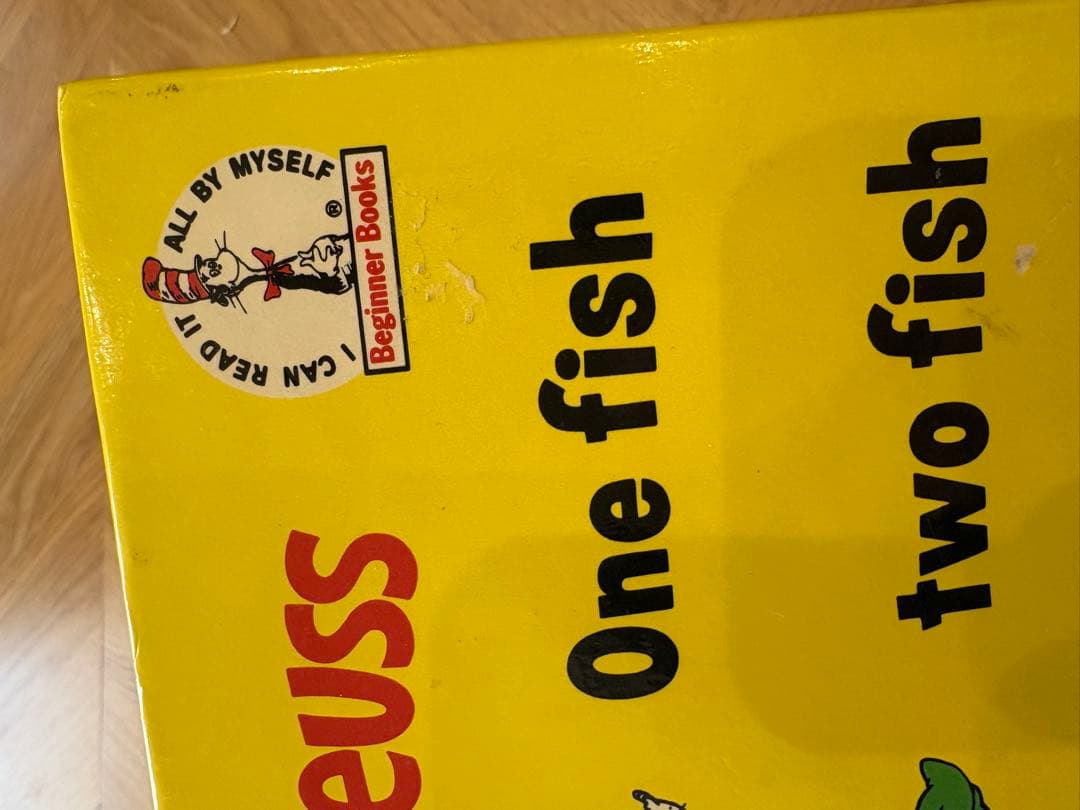 I CAN READ IT ALL BY MYSELF
®
Beginner Books
euss
One fish
two fish